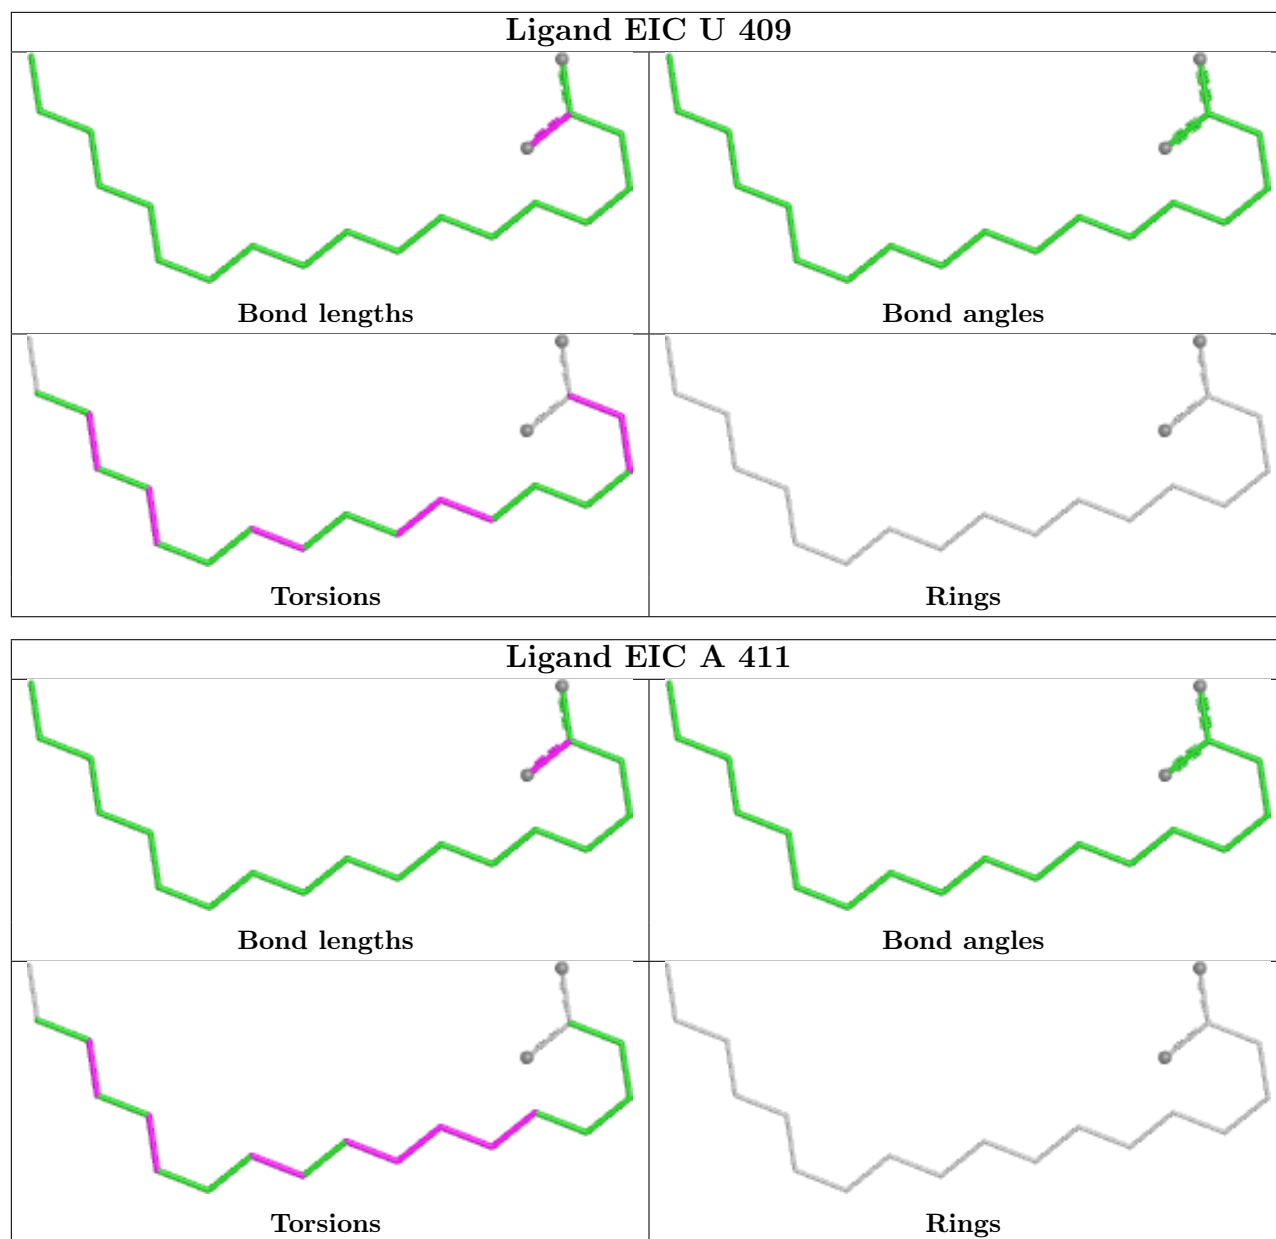 Ligand EIC U 409
Bond lengths
Bond angles
Torsions
Rings
Ligand EIC A 411
Bond lengths
Bond angles
Torsions
Rings